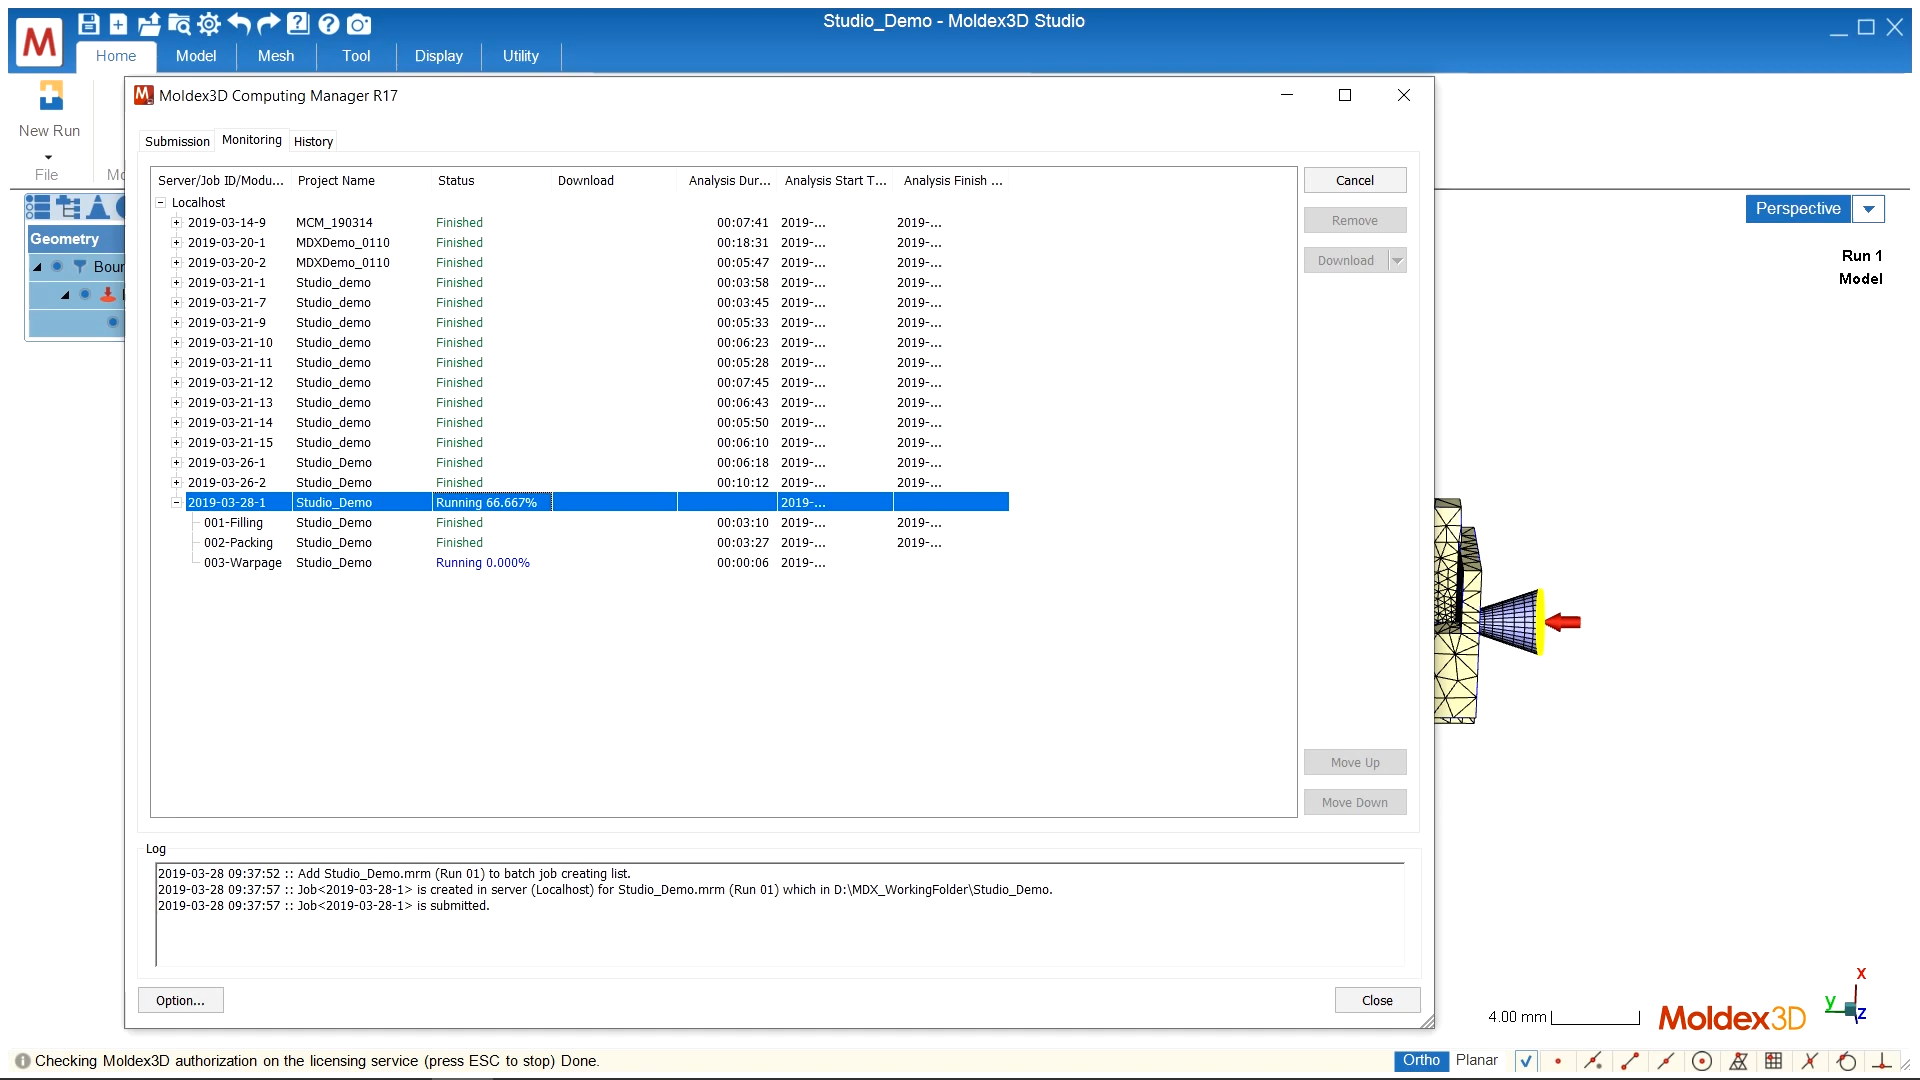 Studio_Demo - Moldex3D Studio
Home Model Mesh Tool Display Utility
New Run
File
Moldex3D Computing Manager R17
Submission Monitoring History
Server/Job ID/Modu... Project Name Status Download Analysis Dur... Analysis Start T... Analysis Finish ...
Localhost
2019-03-14-9 MCM_190314 Finished 00:07:41 2019-... 2019-...
2019-03-20-1 MDXDemo_0110 Finished 00:18:31 2019-... 2019-...
2019-03-20-2 MDXDemo_0110 Finished 00:05:47 2019-... 2019-...
2019-03-21-1 Studio_demo Finished 00:03:58 2019-... 2019-...
2019-03-21-7 Studio_demo Finished 00:03:45 2019-... 2019-...
2019-03-21-9 Studio_demo Finished 00:05:33 2019-... 2019-...
2019-03-21-10 Studio_demo Finished 00:06:23 2019-... 2019-...
2019-03-21-11 Studio_demo Finished 00:05:28 2019-... 2019-...
2019-03-21-12 Studio_demo Finished 00:07:45 2019-... 2019-...
2019-03-21-13 Studio_demo Finished 00:06:43 2019-... 2019-...
2019-03-21-14 Studio_demo Finished 00:05:50 2019-... 2019-...
2019-03-21-15 Studio_demo Finished 00:06:10 2019-... 2019-...
2019-03-26-1 Studio_Demo Finished 00:06:18 2019-... 2019-...
2019-03-26-2 Studio_Demo Finished 00:10:12 2019-... 2019-...
2019-03-28-1 Studio_Demo Running 66.667% 2019-...
001-Filling Studio_Demo Finished 00:03:10 2019-... 2019-...
002-Packing Studio_Demo Finished 00:03:27 2019-... 2019-...
003-Warpage Studio_Demo Running 0.000% 00:00:06 2019-...
Cancel
Remove
Download
Move Up
Move Down
Geometry
Boun
Perspective
Run 1
Model
Log
2019-03-28 09:37:52 :: Add Studio_Demo.mrm (Run 01) to batch job creating list.
2019-03-28 09:37:57 :: Job<2019-03-28-1> is created in server (Localhost) for Studio_Demo.mrm (Run 01) which in D:\MDX_WorkingFolder\Studio_Demo.
2019-03-28 09:37:57 :: Job<2019-03-28-1> is submitted.
Option... Close
4.00 mm
Moldex3D
x
y
z
Checking Moldex3D authorization on the licensing service (press ESC to stop) Done.
Ortho Planar